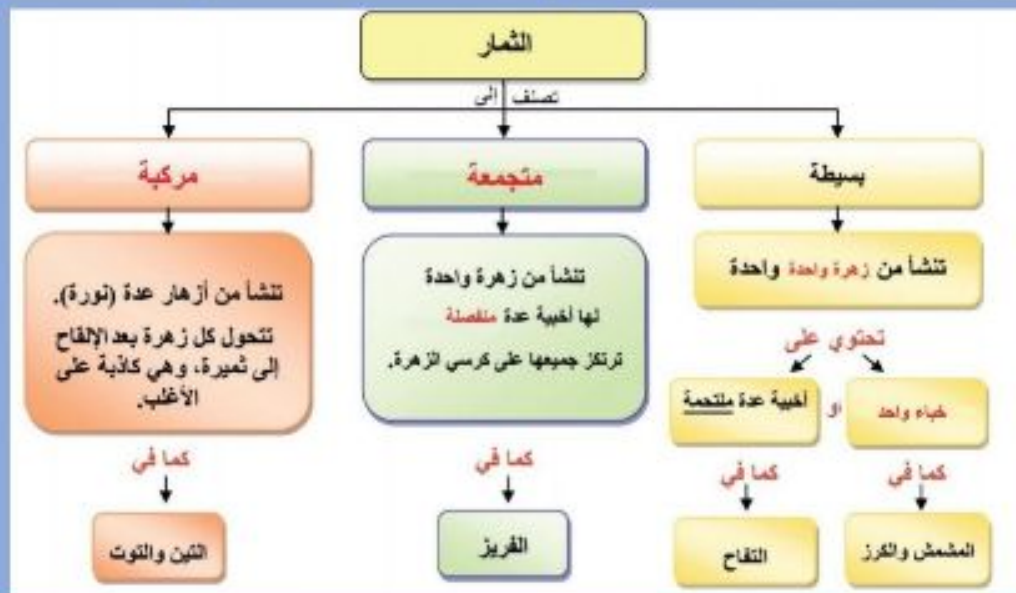 الثمار
تصنف إلى
بسيطة
متجمعة
مركبة
تنشأ من زهرة واحدة واحدة
تحتوي على
خباء واحد
او
أخبية عدة ملتحمة
كما في
كما في
المشمش والكرز
التفاح
تنشأ من زهرة واحدة
لها أخبية عدة منفصلة
ترتكز جميعها على كرسي الزهرة.
كما في
الفريز
تنشأ من أزهار عدة (نورة).
تتحول كل زهرة بعد الإلقاح
إلى ثميرة، وهي كاذبة على
الأغلب.
كما في
التين والتوت